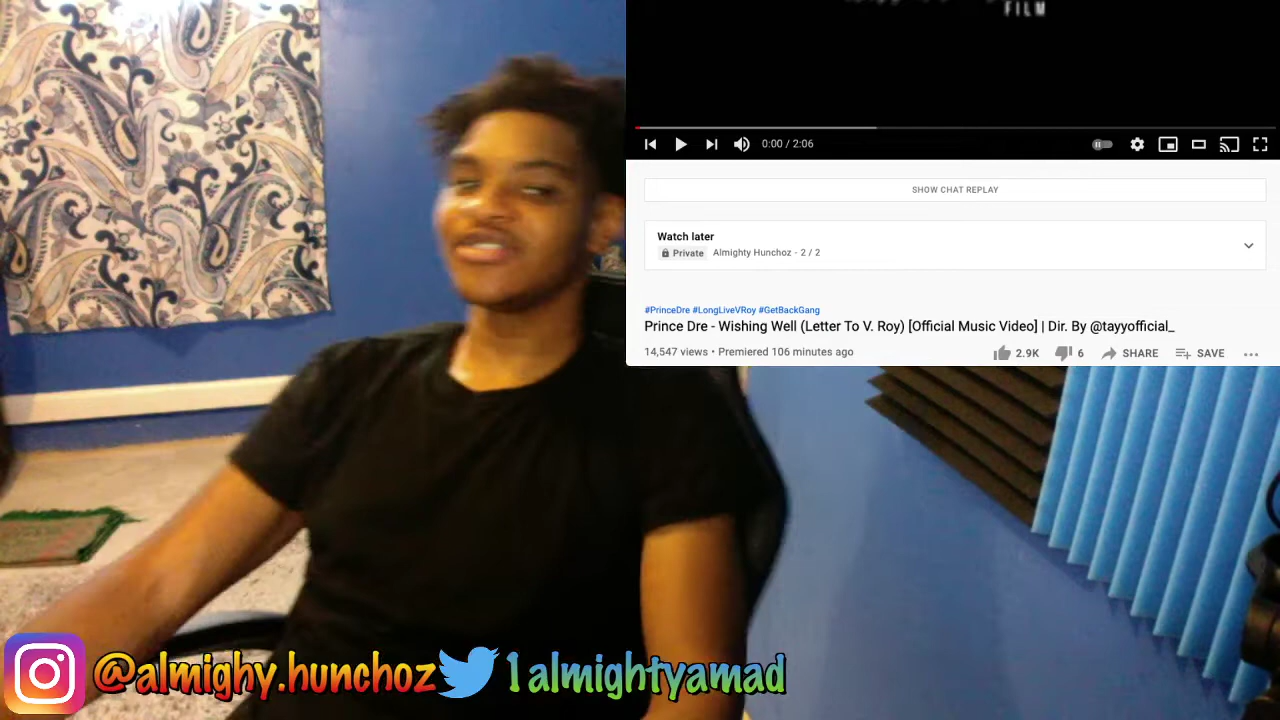 FILM
0:00 / 2:06
SHOW CHAT REPLAY
Watch later
Private Almighty Hunchoz - 2 / 2
#PrinceDre #LongLiveVRoy #GetBackGang
Prince Dre - Wishing Well (Letter To V. Roy) [Official Music Video] | Dir. By @tayyofficial_
14,547 views • Premiered 106 minutes ago
2.9K 6 SHARE SAVE
@almighy.hunchoz 1almightyamad